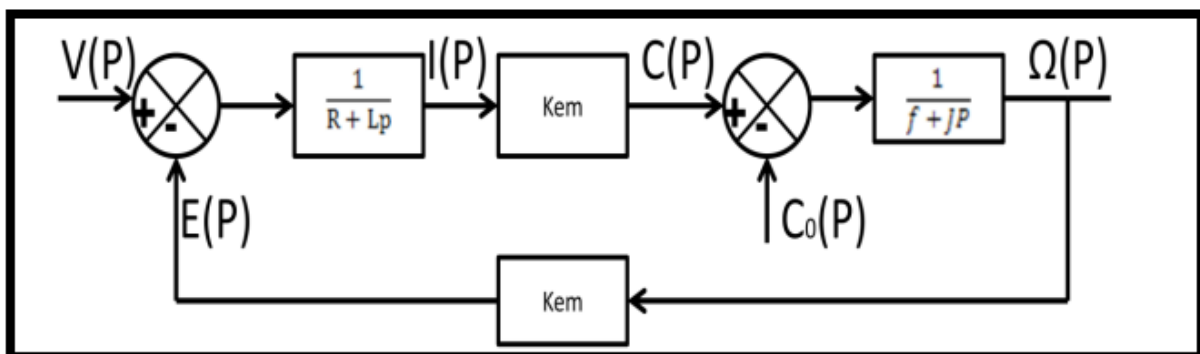 V(P)
+
-
1
R + Lp
I(P)
Kem
C(P)
+
-
1
f + JP
Ω(P)
E(P)
C₀(P)
Kem